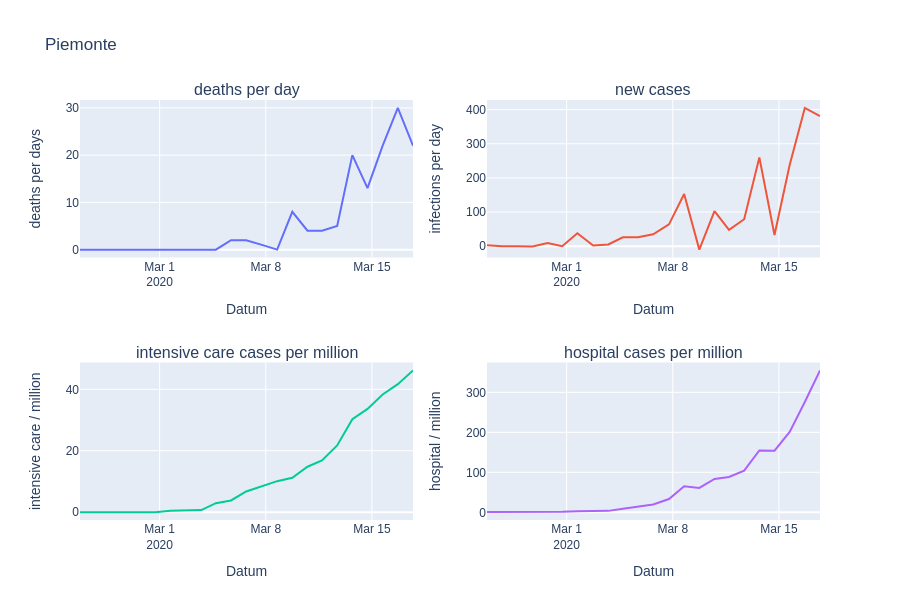 Piemonte
deaths per day
deaths per days
30
20
10
0
Mar 1
2020
Mar 8
Mar 15
Datum
new cases
infections per day
400
300
200
100
0
Mar 1
2020
Mar 8
Mar 15
Datum
intensive care cases per million
intensive care / million
40
20
0
Mar 1
2020
Mar 8
Mar 15
Datum
hospital cases per million
hospital / million
300
200
100
0
Mar 1
2020
Mar 8
Mar 15
Datum